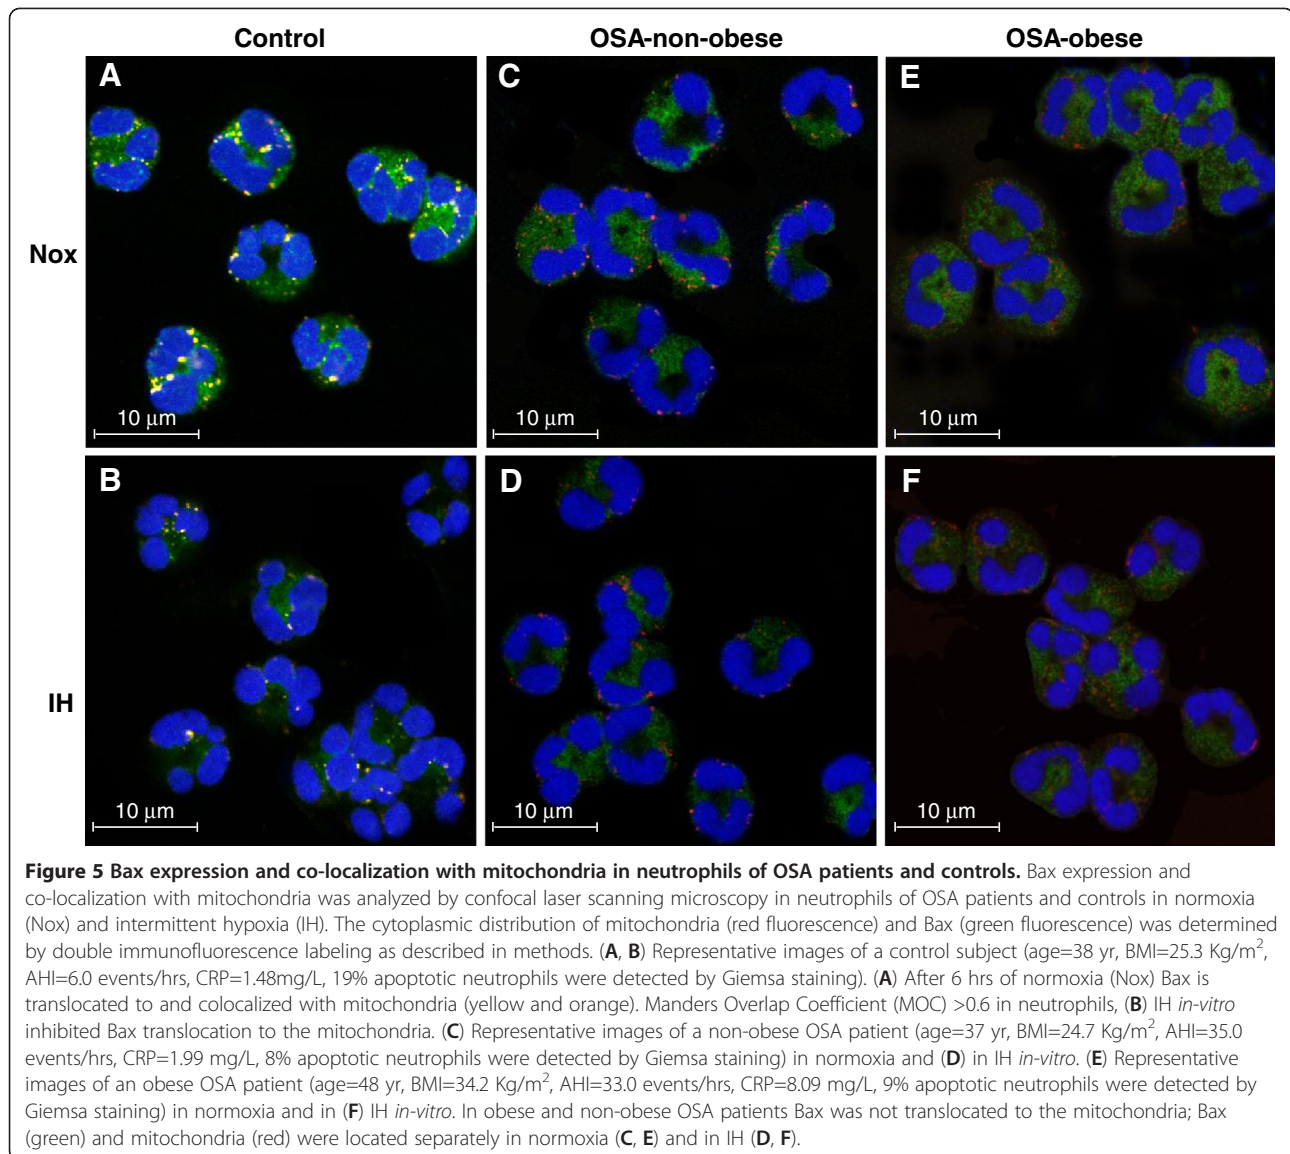 Control OSA-non-obese OSA-obese
A C E
Nox
10 μm 10 μm 10 μm
B D F
IH
10 μm 10 μm 10 μm
Figure 5 Bax expression and co-localization with mitochondria in neutrophils of OSA patients and controls. Bax expression and
co-localization with mitochondria was analyzed by confocal laser scanning microscopy in neutrophils of OSA patients and controls in normoxia
(Nox) and intermittent hypoxia (IH). The cytoplasmic distribution of mitochondria (red fluorescence) and Bax (green fluorescence) was determined
by double immunofluorescence labeling as described in methods. (A, B) Representative images of a control subject (age=38 yr, BMI=25.3 Kg/m²,
AHI=6.0 events/hrs, CRP=1.48mg/L, 19% apoptotic neutrophils were detected by Giemsa staining). (A) After 6 hrs of normoxia (Nox) Bax is
translocated to and colocalized with mitochondria (yellow and orange). Manders Overlap Coefficient (MOC) >0.6 in neutrophils, (B) IH in-vitro
inhibited Bax translocation to the mitochondria. (C) Representative images of a non-obese OSA patient (age=37 yr, BMI=24.7 Kg/m², AHI=35.0
events/hrs, CRP=1.99 mg/L, 8% apoptotic neutrophils were detected by Giemsa staining) in normoxia and (D) in IH in-vitro. (E) Representative
images of an obese OSA patient (age=48 yr, BMI=34.2 Kg/m², AHI=33.0 events/hrs, CRP=8.09 mg/L, 9% apoptotic neutrophils were detected by
Giemsa staining) in normoxia and in (F) IH in-vitro. In obese and non-obese OSA patients Bax was not translocated to the mitochondria; Bax
(green) and mitochondria (red) were located separately in normoxia (C, E) and in IH (D, F).